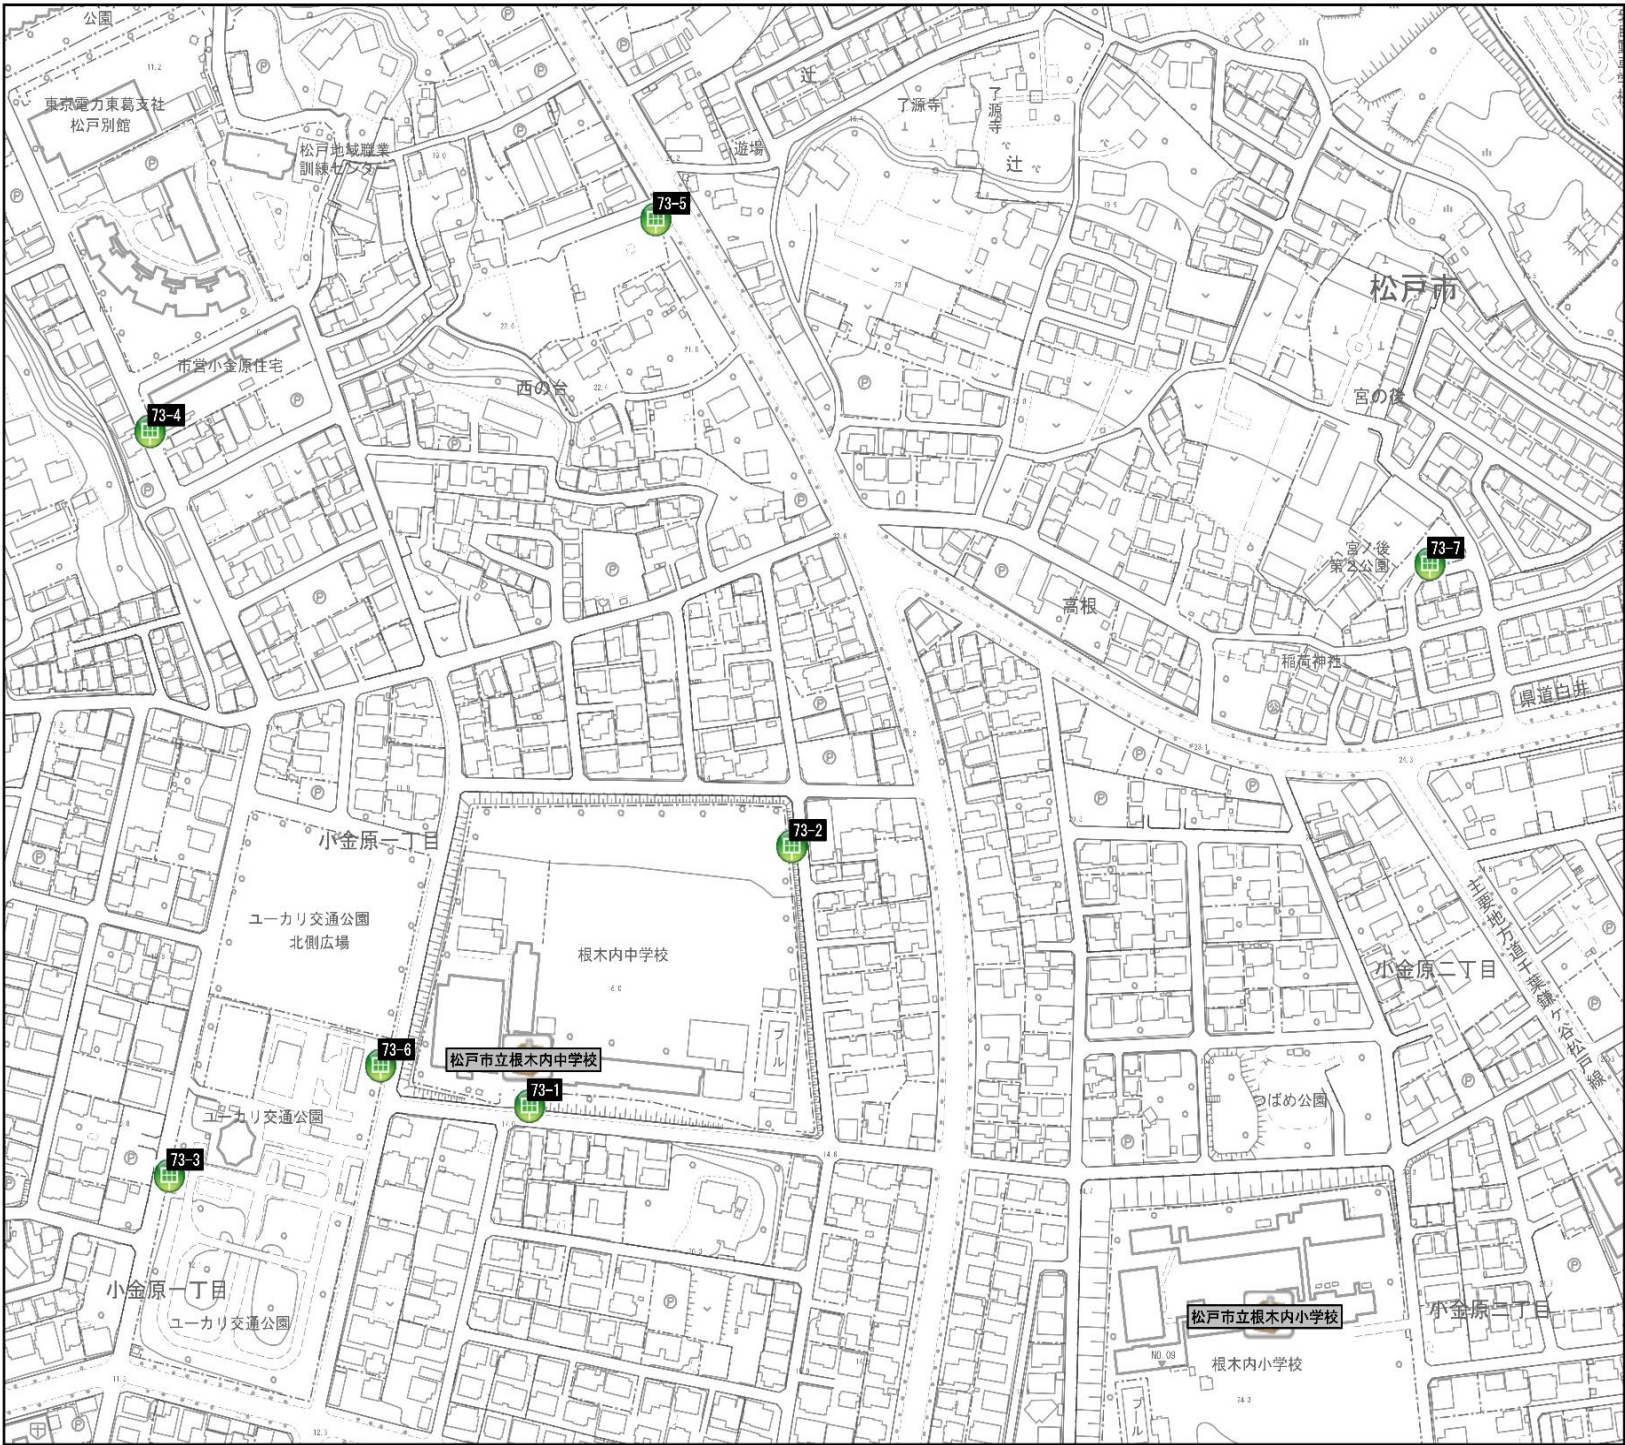 公園
11.2
東京電力東葛支社
松戸別館
松戸地域職業
訓練センター
辻
遊場
了源寺
了源寺
辻
73-5
松戸市
市営小金原住宅
西の台
宮の後
73-4
73-7
宮ノ後
第2公園
高根
稲荷神社
県道白井
73-2
小金原一丁目
ユーカリ交通公園
北側広場
根木内中学校
6.0
プール
小金原二丁目
主要地方道千葉鎌ケ谷松戸線
73-6
松戸市立根木内中学校
73-1
つばめ公園
ユーカリ交通公園
73-3
小金原一丁目
ユーカリ交通公園
松戸市立根木内小学校
小金原二丁目
NO.09
根木内小学校
24.2
プール